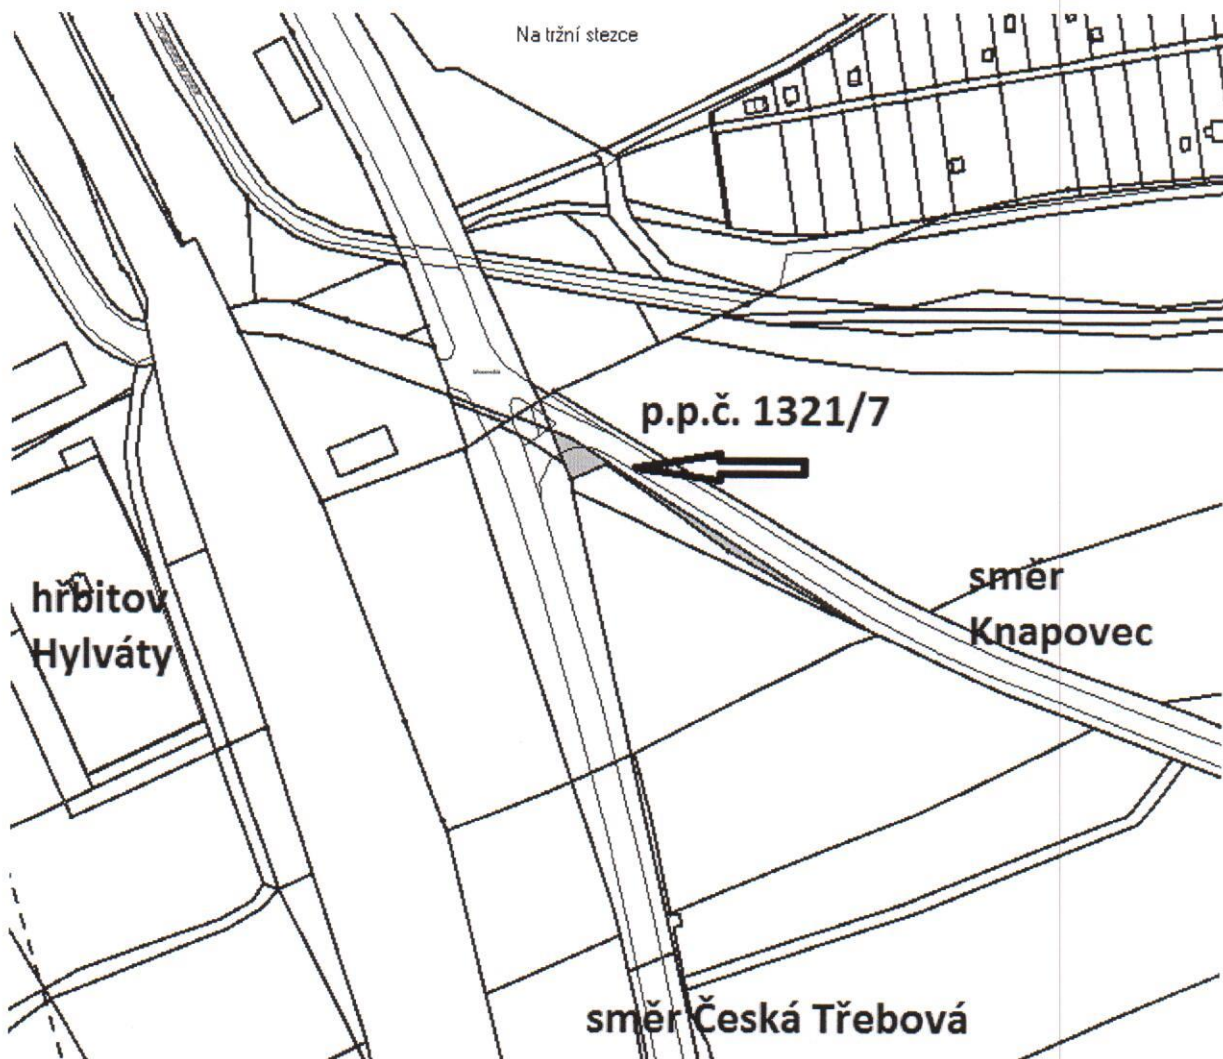 Na tržní stezce
p.p.č. 1321/7
směr
Knapovec
hřbitov
Hylváty
směr Česká Třebová